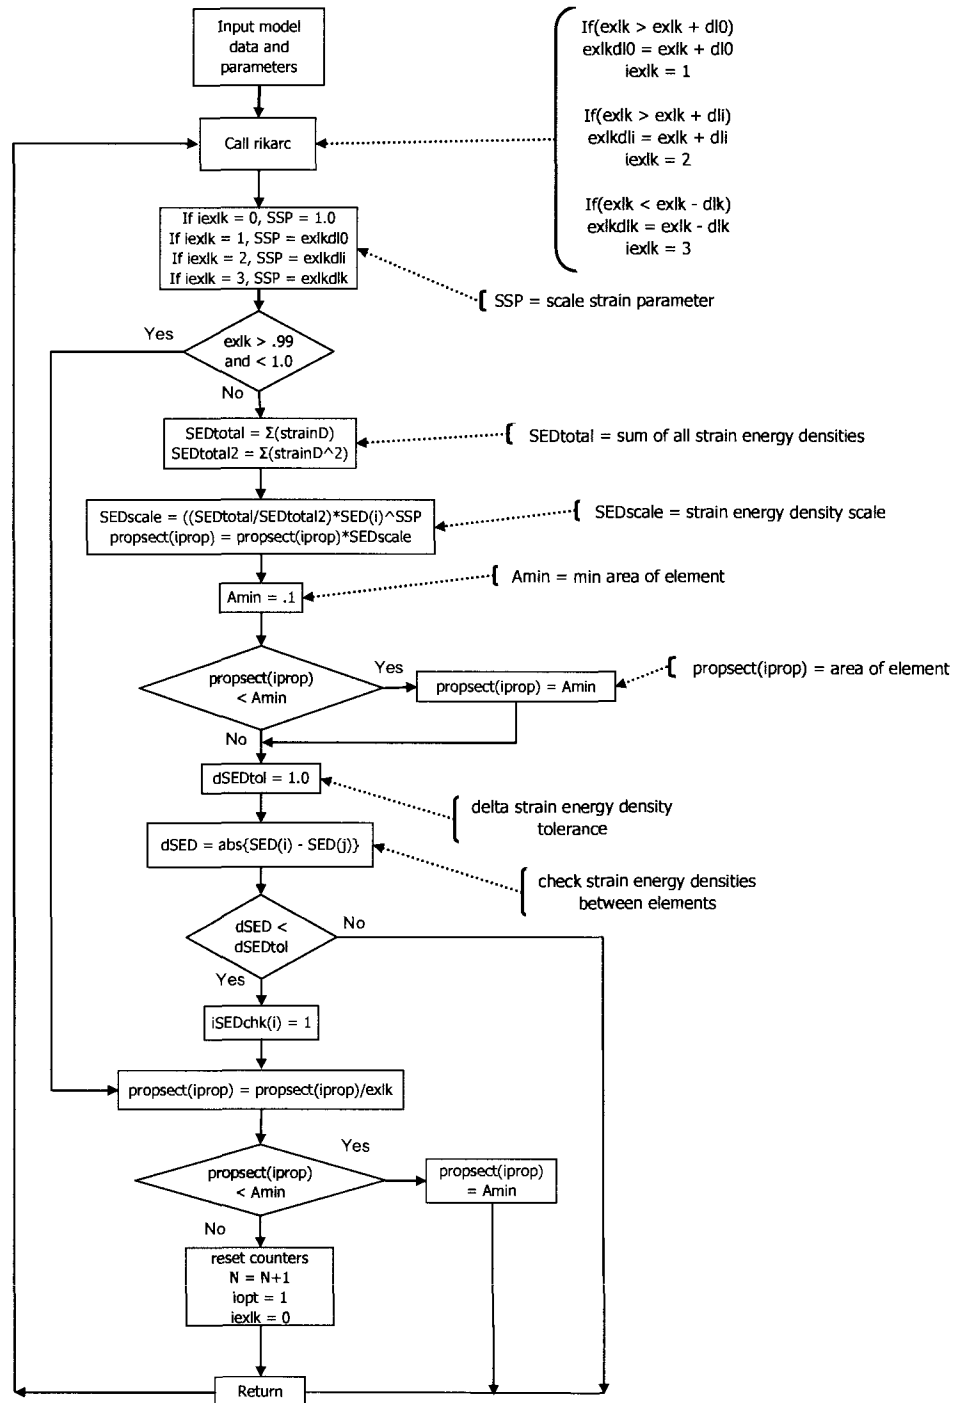 Input model
data and
parameters
If(exlk > exlk + dl0)
exlkdl0 = exlk + dl0
iexlk = 1
If(exlk > exlk + dli)
exlkdli = exlk + dli
iexlk = 2
If(exlk < exlk - dlk)
exlkdlk = exlk - dlk
iexlk = 3
Call rikarc
If iexlk = 0, SSP = 1.0
If iexlk = 1, SSP = exlkdl0
If iexlk = 2, SSP = exlkdli
If iexlk = 3, SSP = exlkdlk
SSP = scale strain parameter
Yes
exlk > .99
and < 1.0
No
SEDtotal = Σ(strainD)
SEDtotal2 = Σ(strainD^2)
SEDtotal = sum of all strain energy densities
SEDscale = ((SEDtotal/SEDtotal2)*SED(i)^SSP
propsect(iprop) = propsect(iprop)*SEDscale
SEDscale = strain energy density scale
Amin = min area of element
Amin = .1
propsect(iprop)
< Amin
Yes
propsect(iprop) = Amin
propsect(iprop) = area of element
No
dSEDtol = 1.0
delta strain energy density
tolerance
dSED = abs{SED(i) - SED(j)}
check strain energy densities
between elements
dSED <
dSEDtol
No
Yes
iSEDchk(i) = 1
propsect(iprop) = propsect(iprop)/exlk
Yes
propsect(iprop)
< Amin
propsect(iprop)
= Amin
No
reset counters
N = N+1
iopt = 1
iexlk = 0
Return